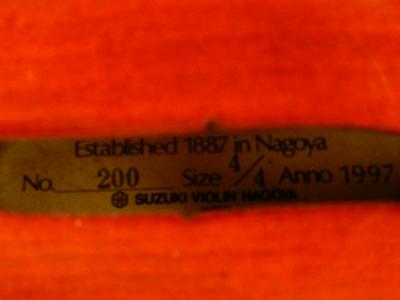 Established 1887 in Nagoya
No. 200 Size 4/4 Anno 1997
SUZUKI VIOLIN NAGOYA